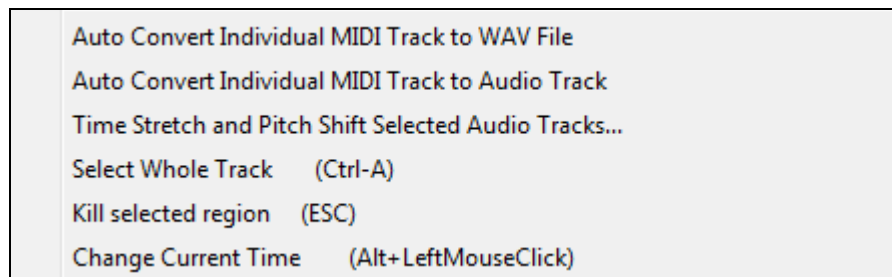 Auto Convert Individual MIDI Track to WAV File
Auto Convert Individual MIDI Track to Audio Track
Time Stretch and Pitch Shift Selected Audio Tracks...
Select Whole Track (Ctrl-A)
Kill selected region (ESC)
Change Current Time (Alt+LeftMouseClick)